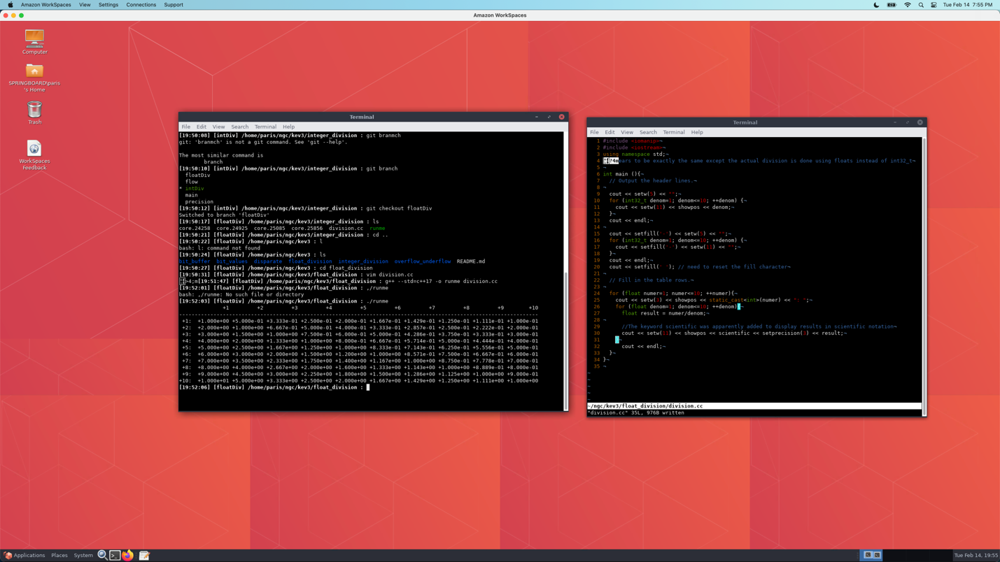 Amazon WorkSpaces View Settings Connections Support
Tue Feb 14 7:55 PM
Amazon WorkSpaces
Computer
SPRINGBOARD\paris
's Home
Trash
WorkSpaces
Feedback
Terminal
File Edit View Search Terminal Help
[19:50:08] [intDiv] /home/paris/ngc/kev3/integer_division : git branmch
git: 'branmch' is not a git command. See 'git --help'.
The most similar command is
branch
[19:50:10] [intDiv] /home/paris/ngc/kev3/integer_division : git branch
floatDiv
flow
* intDiv
main
precision
[19:50:12] [intDiv] /home/paris/ngc/kev3/integer_division : git checkout floatDiv
Switched to branch 'floatDiv'
[19:50:17] [floatDiv] /home/paris/ngc/kev3/integer_division : ls
core.24258 core.24925 core.25085 core.25856 division.cc runme
[19:50:21] [floatDiv] /home/paris/ngc/kev3/integer_division : cd ..
[19:50:22] [floatDiv] /home/paris/ngc/kev3 : l
bash: l: command not found
[19:50:24] [floatDiv] /home/paris/ngc/kev3 : ls
bit_buffer bit_values disparate float_division integer_division overflow_underflow README.md
[19:50:27] [floatDiv] /home/paris/ngc/kev3 : cd float_division
[19:50:31] [floatDiv] /home/paris/ngc/kev3/float_division : vim division.cc
>4;m[19:51:47] [floatDiv] /home/paris/ngc/kev3/float_division : g++ --std=c++17 -o runme division.cc
[19:52:01] [floatDiv] /home/paris/ngc/kev3/float_division : ,/runme
bash: ,/runme: No such file or directory
[19:52:03] [floatDiv] /home/paris/ngc/kev3/float_division : ./runme
+1 +2 +3 +4 +5 +6 +7 +8 +9 +10
-----------------------------------------------------------------------------------------------------------------
+1: +1.000e+00 +5.000e-01 +3.333e-01 +2.500e-01 +2.000e-01 +1.667e-01 +1.429e-01 +1.250e-01 +1.111e-01 +1.000e-01
+2: +2.000e+00 +1.000e+00 +6.667e-01 +5.000e-01 +4.000e-01 +3.333e-01 +2.857e-01 +2.500e-01 +2.222e-01 +2.000e-01
+3: +3.000e+00 +1.500e+00 +1.000e+00 +7.500e-01 +6.000e-01 +5.000e-01 +4.286e-01 +3.750e-01 +3.333e-01 +3.000e-01
+4: +4.000e+00 +2.000e+00 +1.333e+00 +1.000e+00 +8.000e-01 +6.667e-01 +5.714e-01 +5.000e-01 +4.444e-01 +4.000e-01
+5: +5.000e+00 +2.500e+00 +1.667e+00 +1.250e+00 +1.000e+00 +8.333e-01 +7.143e-01 +6.250e-01 +5.556e-01 +5.000e-01
+6: +6.000e+00 +3.000e+00 +2.000e+00 +1.500e+00 +1.200e+00 +1.000e+00 +8.571e-01 +7.500e-01 +6.667e-01 +6.000e-01
+7: +7.000e+00 +3.500e+00 +2.333e+00 +1.750e+00 +1.400e+00 +1.167e+00 +1.000e+00 +8.750e-01 +7.778e-01 +7.000e-01
+8: +8.000e+00 +4.000e+00 +2.667e+00 +2.000e+00 +1.600e+00 +1.333e+00 +1.143e+00 +1.000e+00 +8.889e-01 +8.000e-01
+9: +9.000e+00 +4.500e+00 +3.000e+00 +2.250e+00 +1.800e+00 +1.500e+00 +1.286e+00 +1.125e+00 +1.000e+00 +9.000e-01
+10: +1.000e+01 +5.000e+00 +3.333e+00 +2.500e+00 +2.000e+00 +1.667e+00 +1.429e+00 +1.250e+00 +1.111e+00 +1.000e+00
[19:52:06] [floatDiv] /home/paris/ngc/kev3/float_division :
Terminal
File Edit View Search Terminal Help
1 #include <iomanip>¬
2 #include <iostream>¬
3 using namespace std;¬
4 ?4mears to be exactly the same except the actual division is done using floats instead of int32_t¬
5 ¬
6 int main (){¬
7 // Output the header lines.¬
8 ¬
9 cout << setw(5) << "";¬
10 for (int32_t denom=1; denom<=10; ++denom) {¬
11 cout << setw(11) << showpos << denom;¬
12 }¬
13 cout << endl;¬
14 ¬
15 cout << setfill('-') << setw(5) << "";¬
16 for (int32_t denom=1; denom<=10; ++denom) {¬
17 cout << setfill('-') << setw(11) << "";¬
18 }¬
19 cout << endl;¬
20 cout << setfill(' '); // need to reset the fill character¬
21 ¬
22 // Fill in the table rows.¬
23 ¬
24 for (float numer=1; numer<=10; ++numer){¬
25 cout << setw(3) << showpos << static_cast<int>(numer) << ": ";¬
26 for (float denom=1; denom<=10; ++denom){¬
27 float result = numer/denom;¬
28 ¬
29 //The keyword scientific was apparently added to display results in scientific notation¬
30 cout << setw(11) << showpos << scientific << setprecision(3) << result;¬
31 }¬
32 cout << endl;¬
33 }¬
34 }¬
35 ¬
~
~
~
~
~
~/ngc/kev3/float_division/division.cc
"division.cc" 35L, 976B written
Applications Places System
Tue Feb 14, 19:55